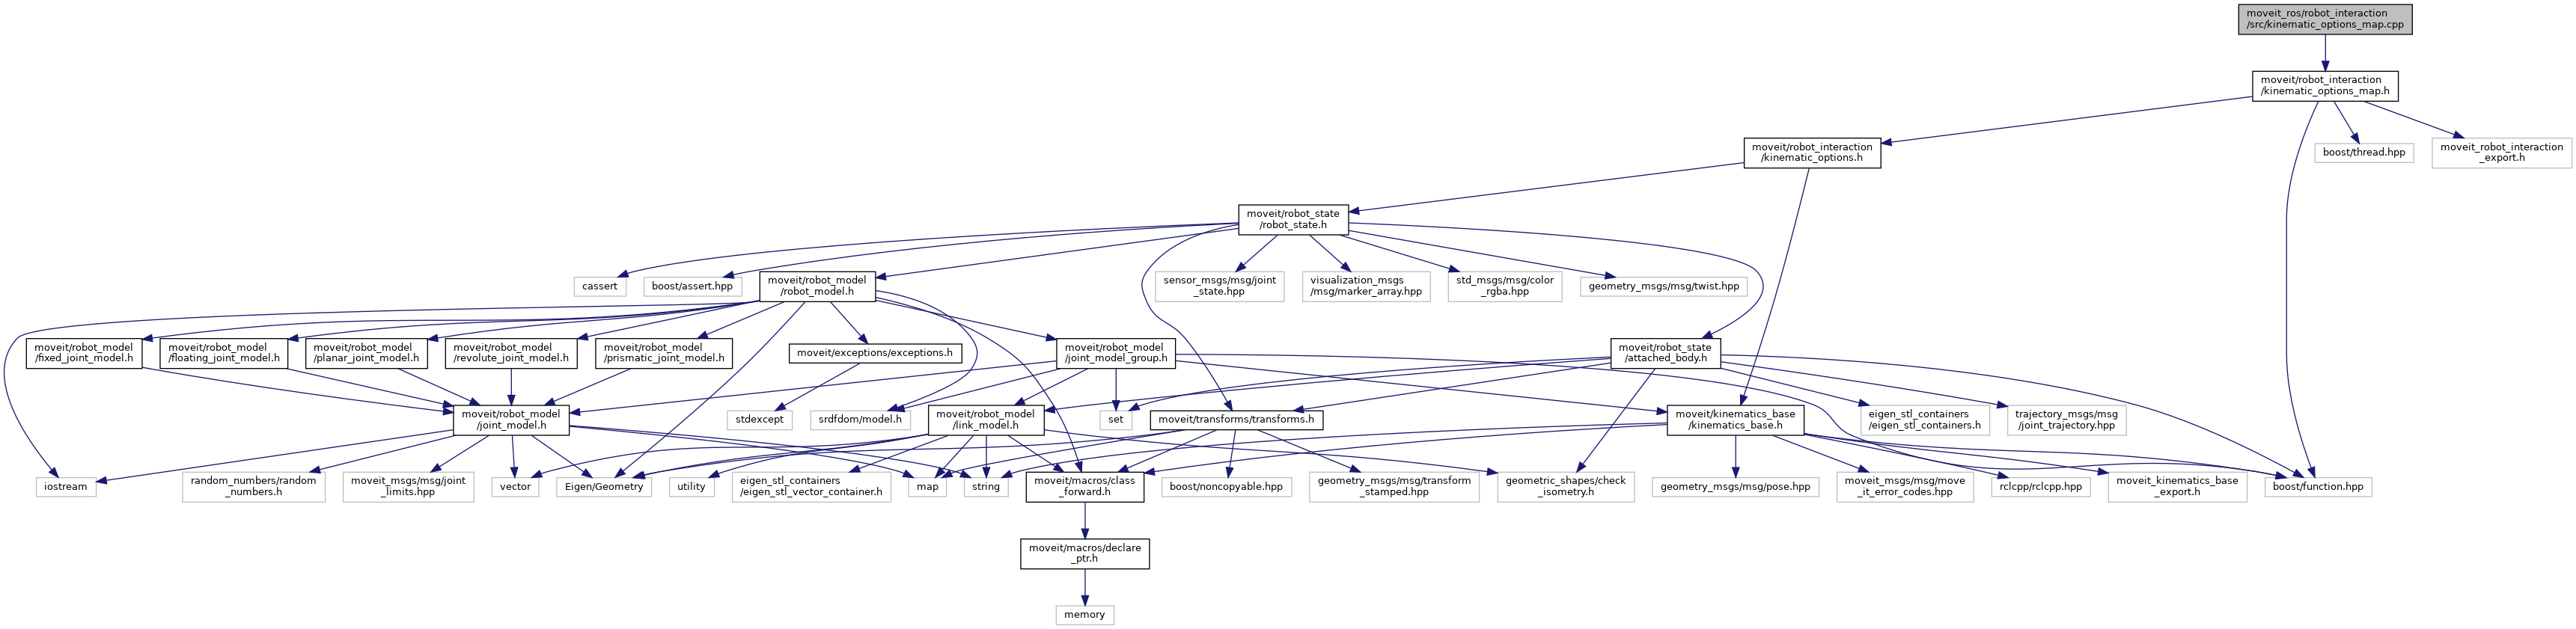 moveit_ros/robot_interaction
/src/kinematic_options_map.cpp
moveit/robot_interaction
/kinematic_options_map.h
moveit/robot_interaction
/kinematic_options.h
boost/thread.hpp
moveit_robot_interaction
_export.h
moveit/robot_state
/robot_state.h
cassert
boost/assert.hpp
moveit/robot_model
/robot_model.h
sensor_msgs/msg/joint
_state.hpp
visualization_msgs
/msg/marker_array.hpp
std_msgs/msg/color
_rgba.hpp
geometry_msgs/msg/twist.hpp
moveit/robot_model
/fixed_joint_model.h
moveit/robot_model
/floating_joint_model.h
moveit/robot_model
/planar_joint_model.h
moveit/robot_model
/revolute_joint_model.h
moveit/robot_model
/prismatic_joint_model.h
moveit/exceptions/exceptions.h
moveit/robot_model
/joint_model_group.h
moveit/robot_state
/attached_body.h
moveit/robot_model
/joint_model.h
stdexcept
srdfdom/model.h
moveit/robot_model
/link_model.h
set
moveit/transforms/transforms.h
moveit/kinematics_base
/kinematics_base.h
eigen_stl_containers
/eigen_stl_containers.h
trajectory_msgs/msg
/joint_trajectory.hpp
iostream
random_numbers/random
_numbers.h
moveit_msgs/msg/joint
_limits.hpp
vector
Eigen/Geometry
utility
eigen_stl_containers
/eigen_stl_vector_container.h
map
string
moveit/macros/class
_forward.h
boost/noncopyable.hpp
geometry_msgs/msg/transform
_stamped.hpp
geometric_shapes/check
_isometry.h
geometry_msgs/msg/pose.hpp
moveit_msgs/msg/move
_it_error_codes.hpp
rclcpp/rclcpp.hpp
moveit_kinematics_base
_export.h
boost/function.hpp
moveit/macros/declare
_ptr.h
memory